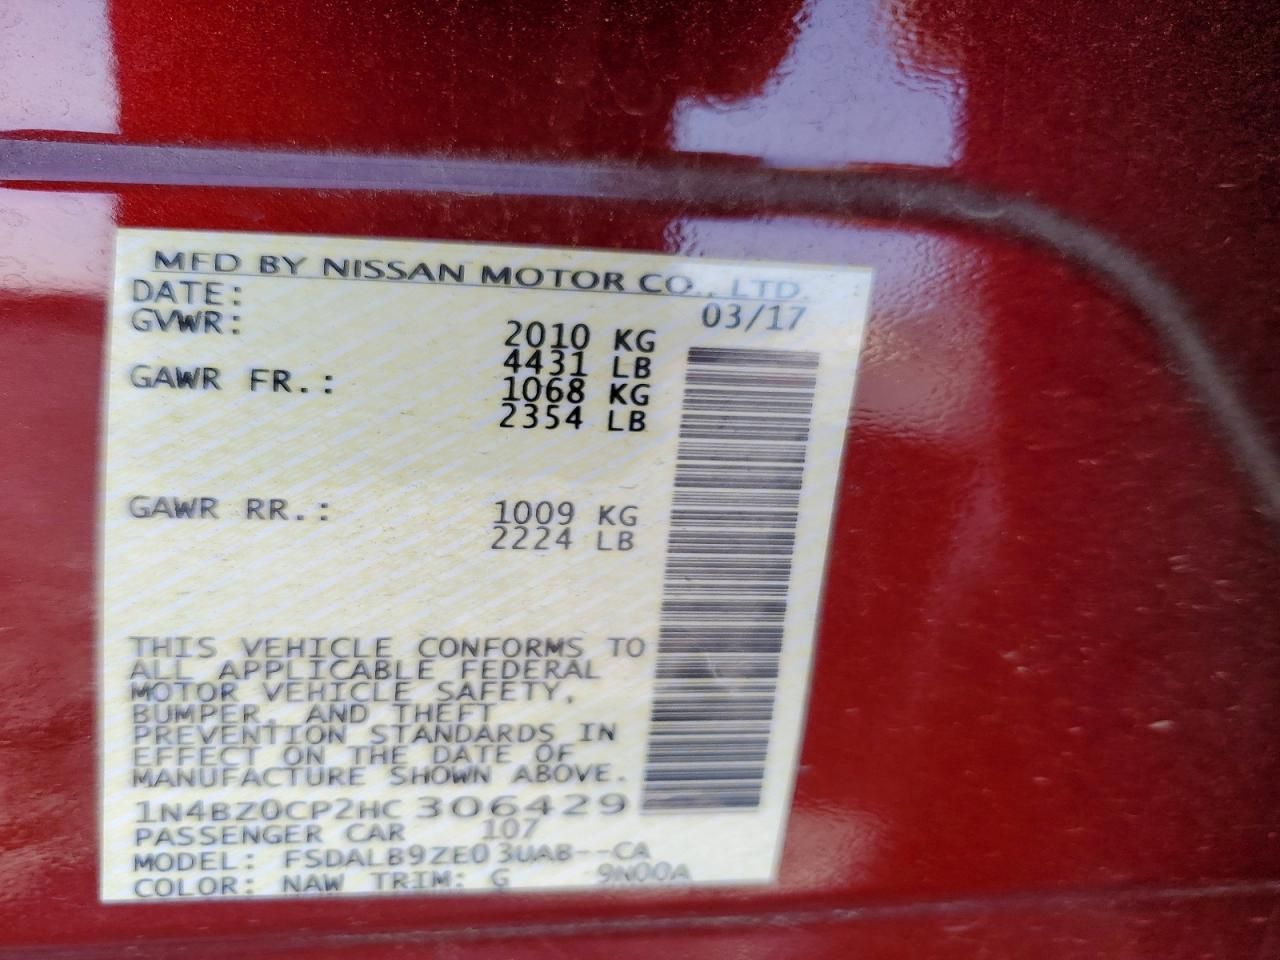 MFD BY NISSAN MOTOR CO., LTD.
DATE: 03/17
GVWR: 2010 KG
4431 LB
GAWR FR.: 1068 KG
2354 LB
GAWR RR.: 1009 KG
2224 LB
THIS VEHICLE CONFORMS TO
ALL APPLICABLE FEDERAL
MOTOR VEHICLE SAFETY,
BUMPER, AND THEFT
PREVENTION STANDARDS IN
EFFECT ON THE DATE OF
MANUFACTURE SHOWN ABOVE.
1N4BZ0CP2HC 306429
PASSENGER CAR 107
MODEL: FSDALB9ZE03UAB--CA
COLOR: NAW TRIM: G 9N00A